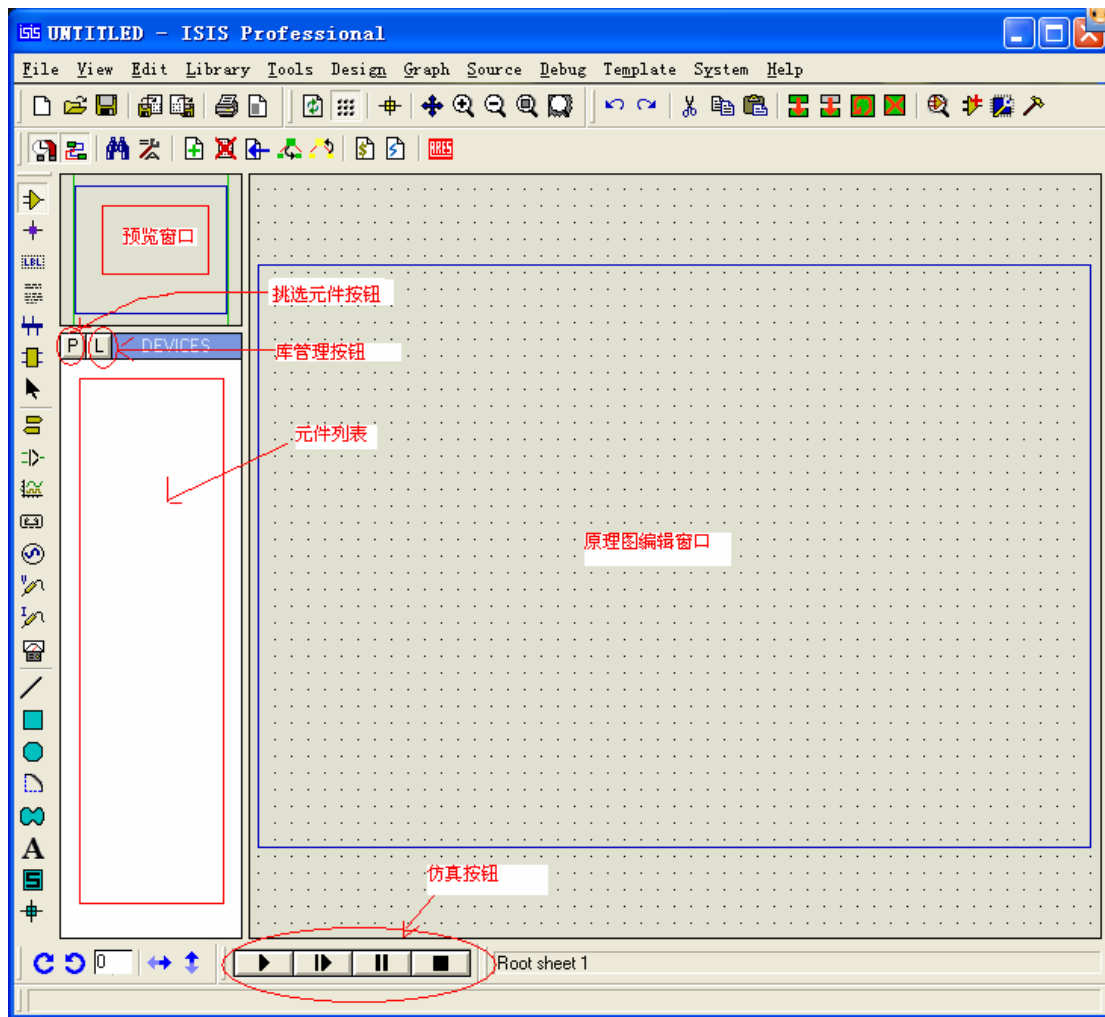 isis UNTITLED - ISIS Professional
File View Edit Library Tools Design Graph Source Debug Template System Help
ARES
LBL
预览窗口
挑选元件按钮
P L DEVICES
库管理按钮
元件列表
原理图编辑窗口
V
I
A
S
仿真按钮
0
Root sheet 1